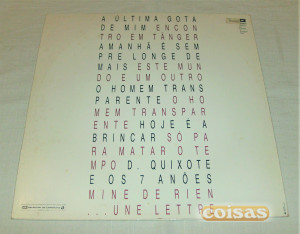 A ÚLTIMA GOTA
DE MIM ENCON
TRO EM TÂNGER
AMANHÃ É SEM
PRE LONGE DE
MAIS ESTE MUN
DO E UM OUTRO
O HOMEM TRANS
PARENTE O HO
MEM TRANSPAR
ENTE HOJE E A
BRINCAR SÓ PA
RA MATAR O TE
MPO D. QUIXOTE
E OS 7 ANÕES
MINE DE RIEN
...UNE LETTRE
coisas